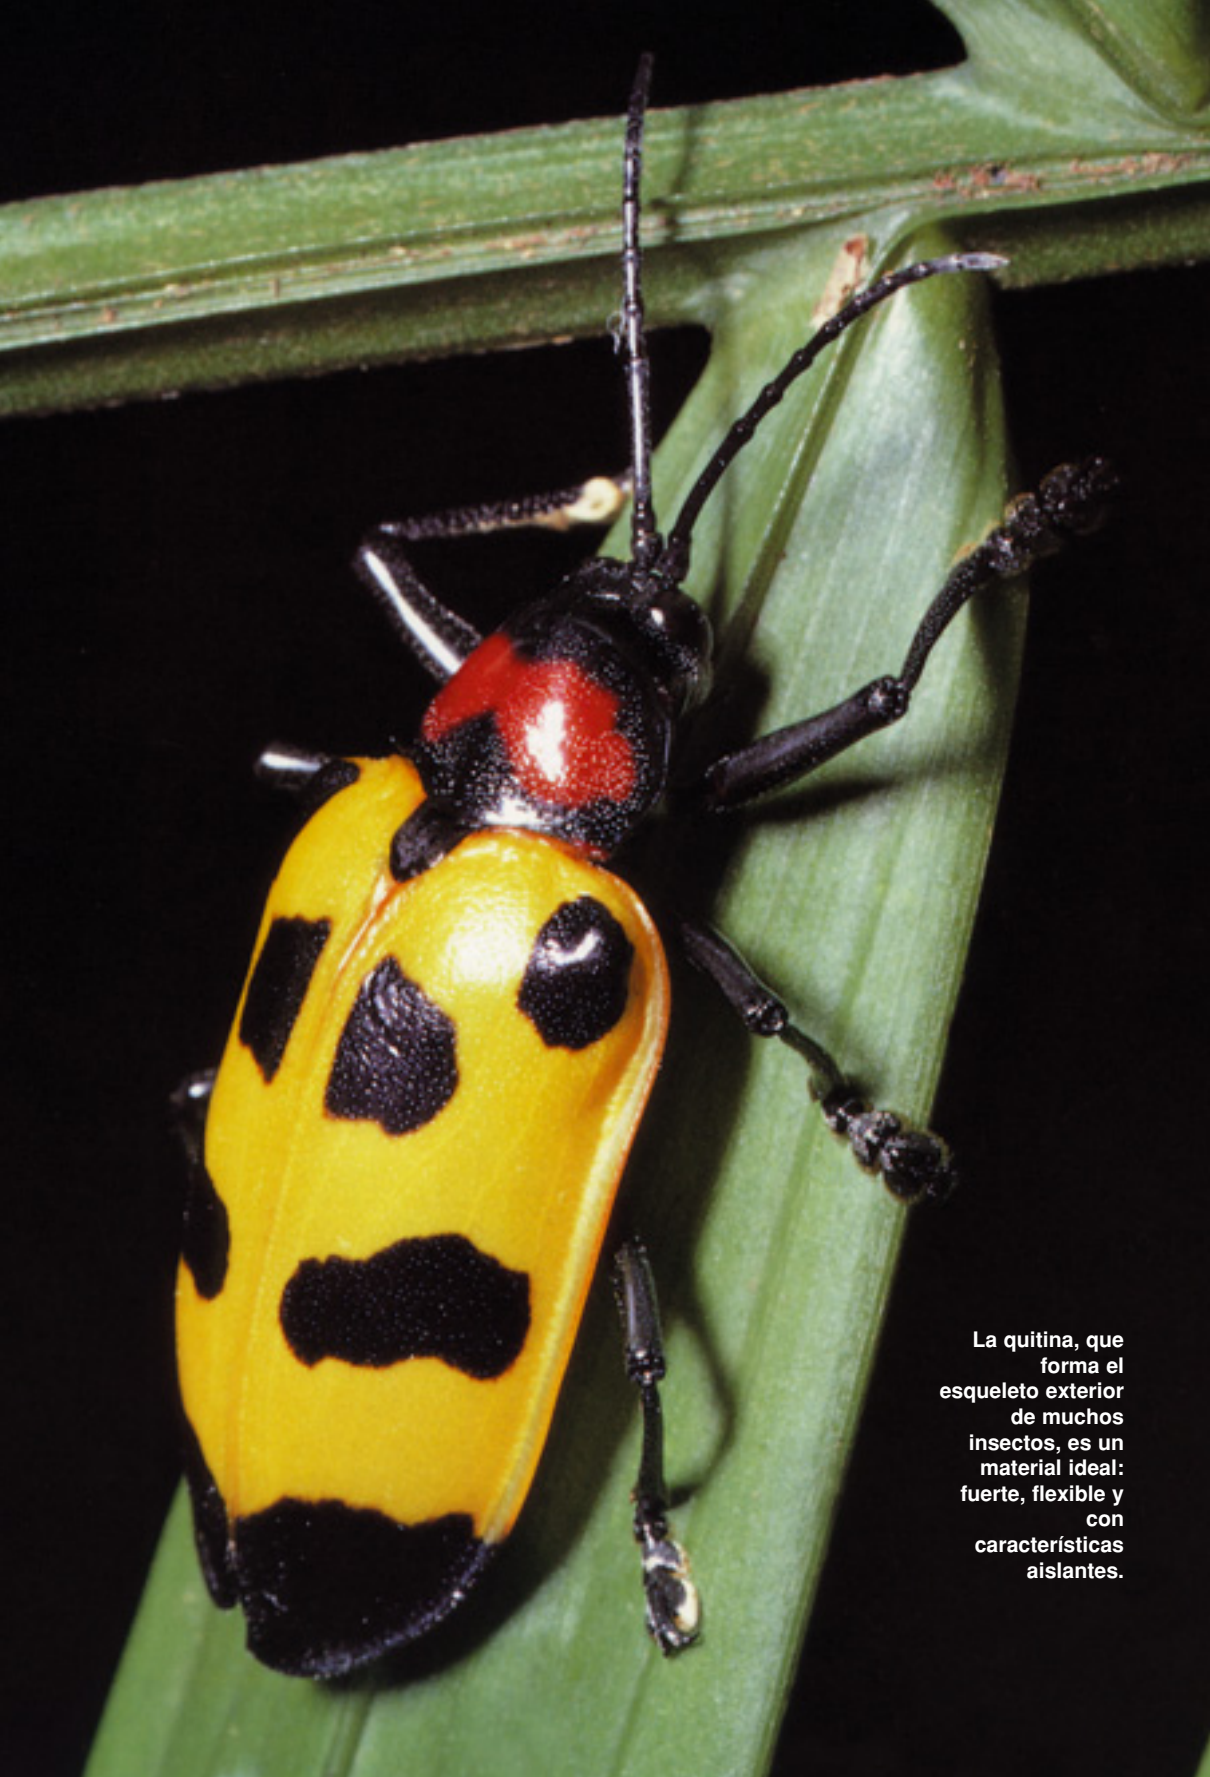 La quitina, que
forma el
esqueleto exterior
de muchos
insectos, es un
material ideal:
fuerte, flexible y
con
características
aislantes.